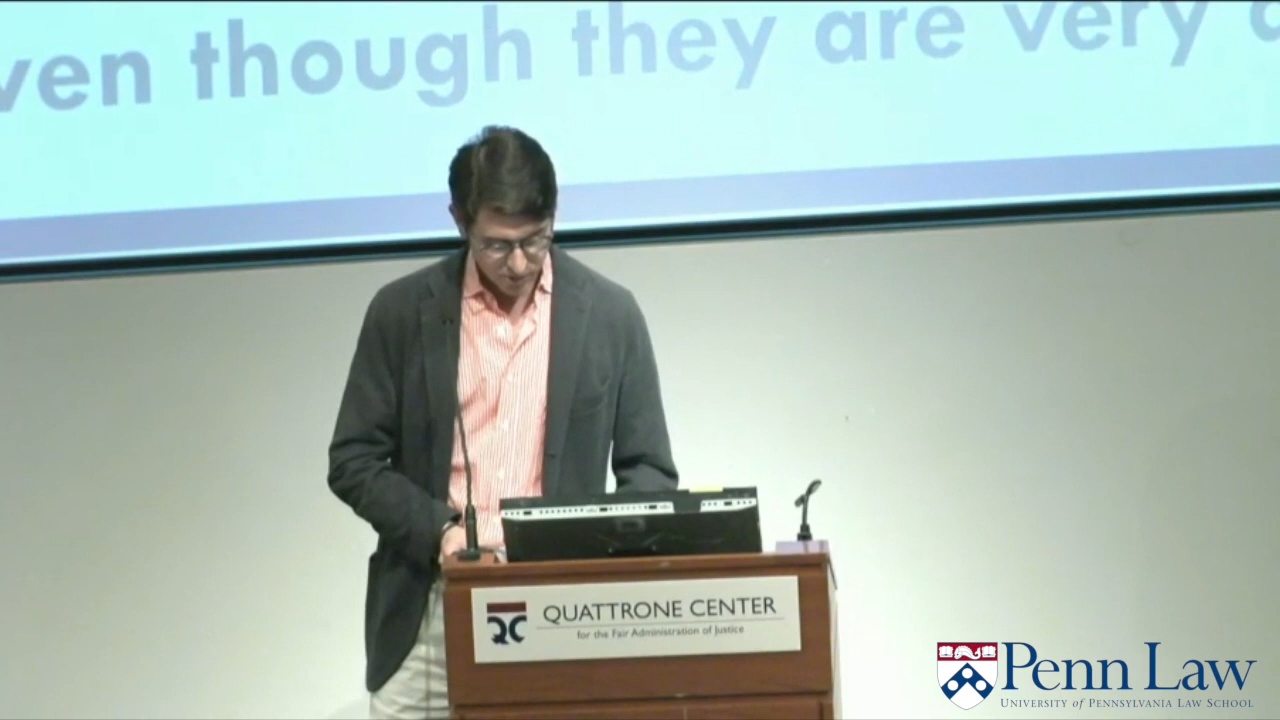 ven though they are very
QUATTRONE CENTER
for the Fair Administration of Justice
QC
Penn Law
UNIVERSITY of PENNSYLVANIA LAW SCHOOL